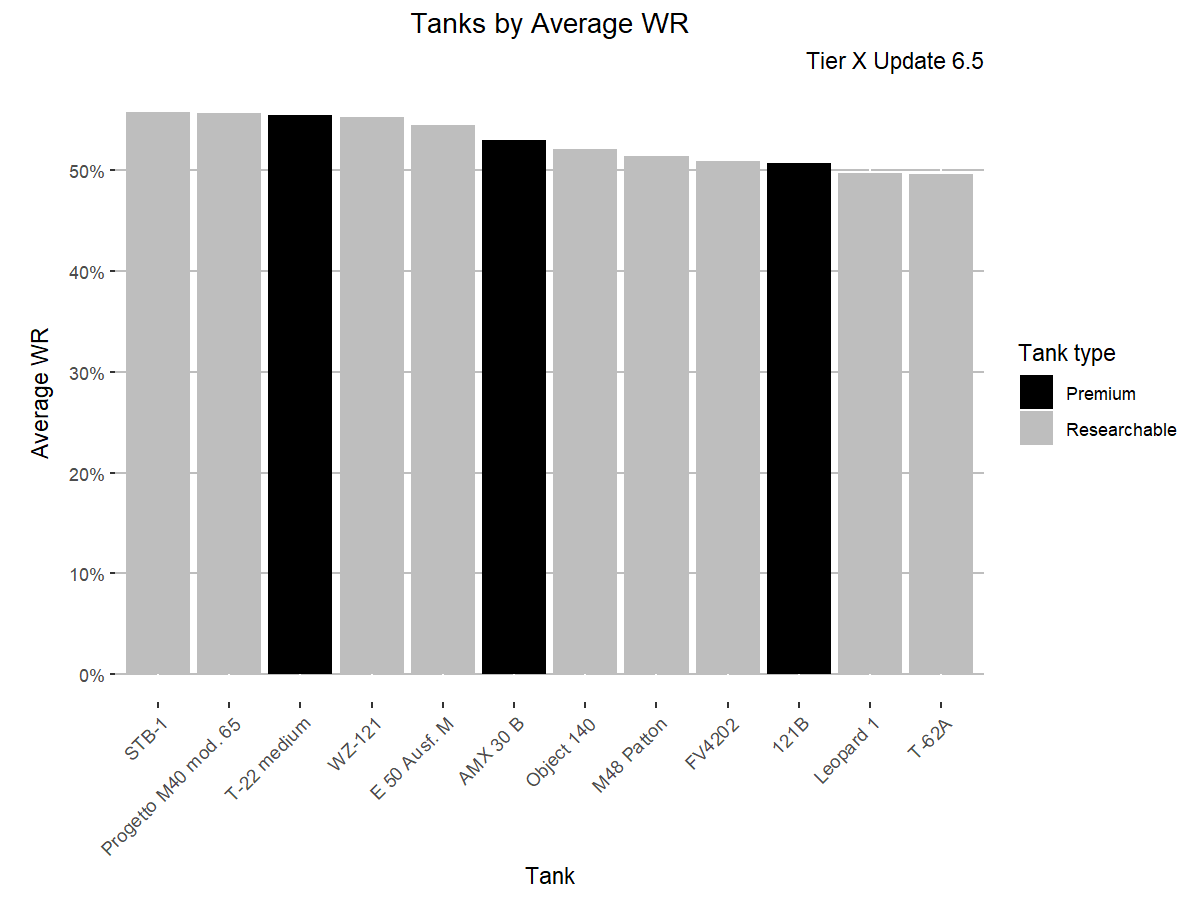 Tanks by Average WR
Tier X Update 6.5
Average WR
50%
40%
30%
20%
10%
0%
STB-1
Progetto M40 mod. 65
T-22 medium
WZ-121
E 50 Ausf. M
AMX 30 B
Object 140
M48 Patton
FV4202
121B
Leopard 1
T-62A
Tank
Tank type
Premium
Researchable